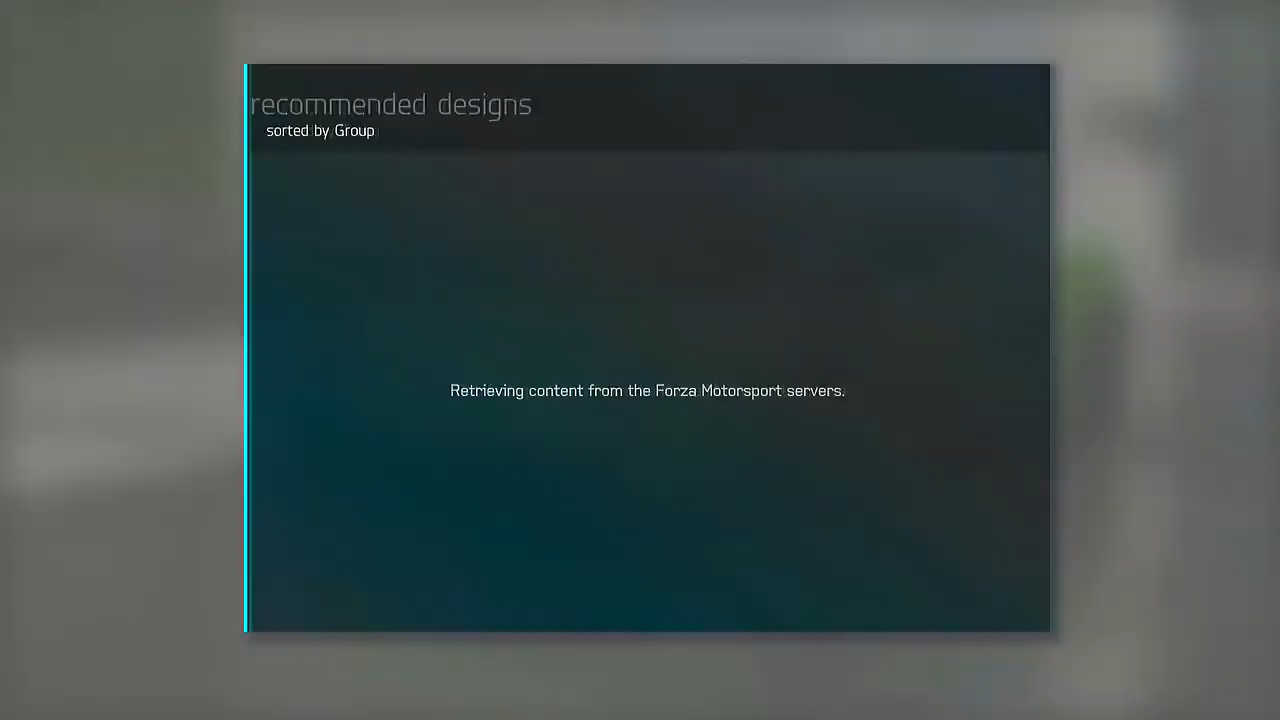 recommended designs
sorted by Group
Retrieving content from the Forza Motorsport servers.